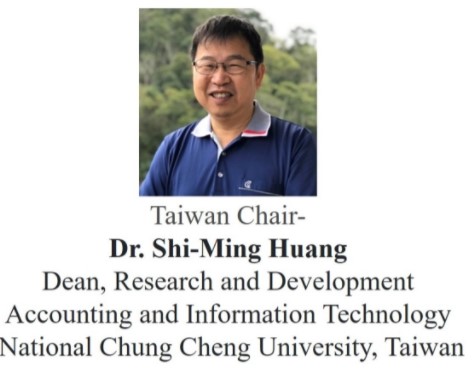 Taiwan Chair-
Dr. Shi-Ming Huang
Dean, Research and Development
Accounting and Information Technology
National Chung Cheng University, Taiwan